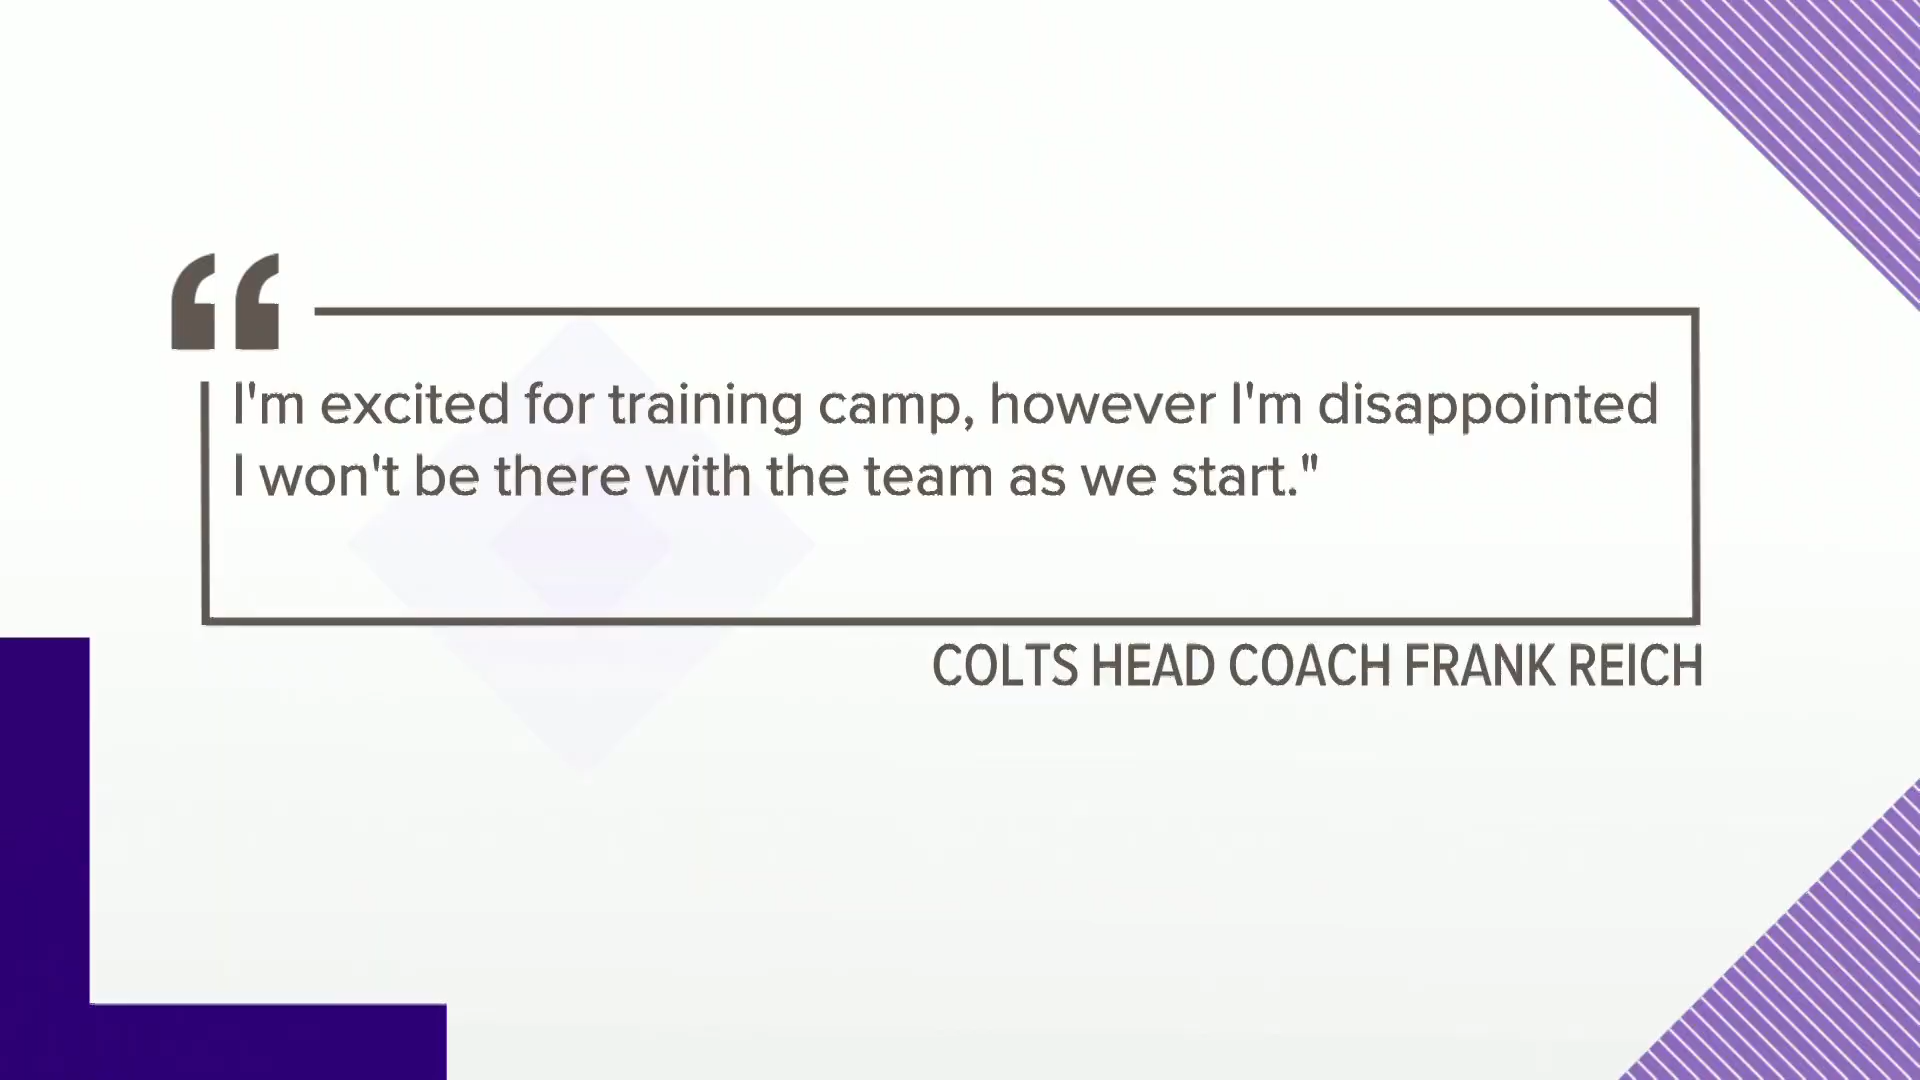 “
I'm excited for training camp, however I'm disappointed
I won't be there with the team as we start."
COLTS HEAD COACH FRANK REICH